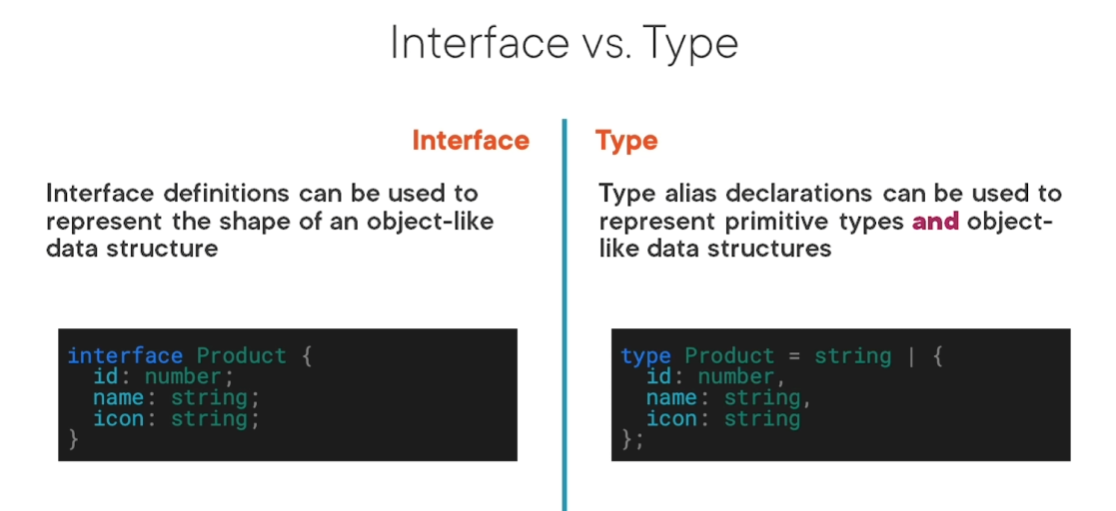 Interface vs. Type
Interface
Interface definitions can be used to
represent the shape of an object-like
data structure
interface Product {
  id: number;
  name: string;
  icon: string;
}
Type
Type alias declarations can be used to
represent primitive types and object-
like data structures
type Product = string | {
  id: number,
  name: string,
  icon: string
};